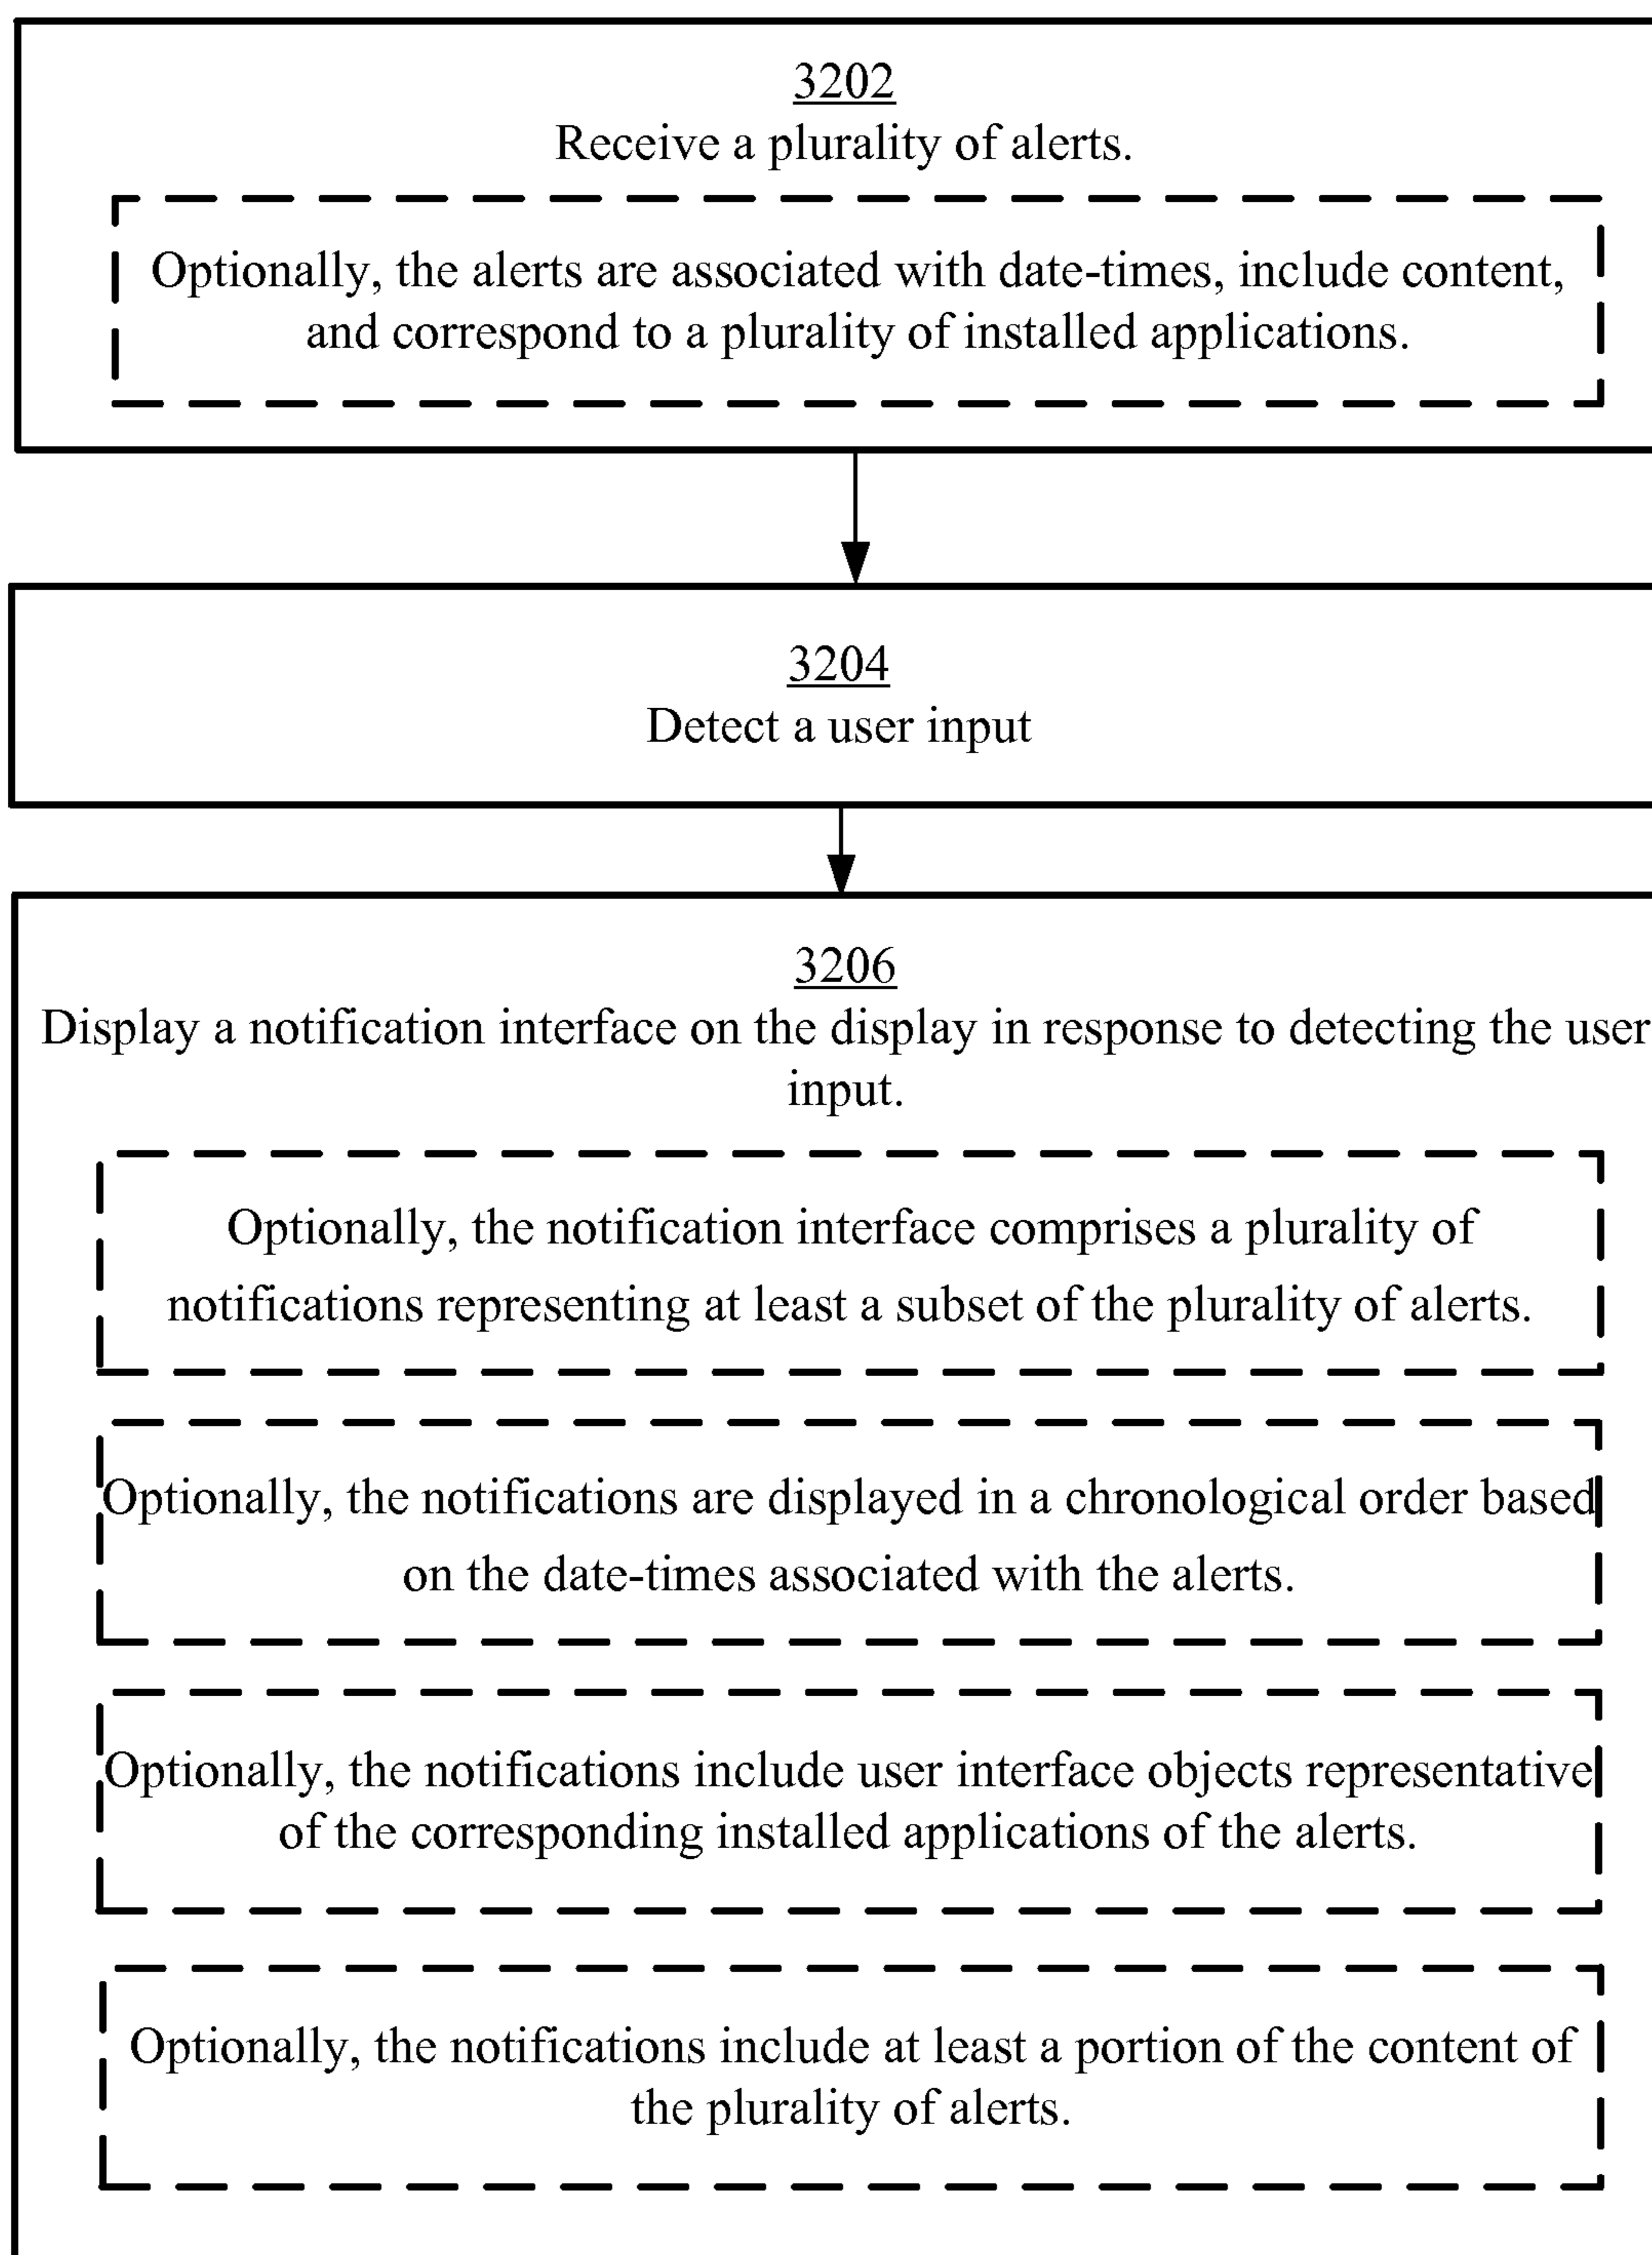 3202
Receive a plurality of alerts.
Optionally, the alerts are associated with date-times, include content,
and correspond to a plurality of installed applications.
3204
Detect a user input
3206
Display a notification interface on the display in response to detecting the user
input.
Optionally, the notification interface comprises a plurality of
notifications representing at least a subset of the plurality of alerts.
Optionally, the notifications are displayed in a chronological order based
on the date-times associated with the alerts.
Optionally, the notifications include user interface objects representative
of the corresponding installed applications of the alerts.
Optionally, the notifications include at least a portion of the content of
the plurality of alerts.